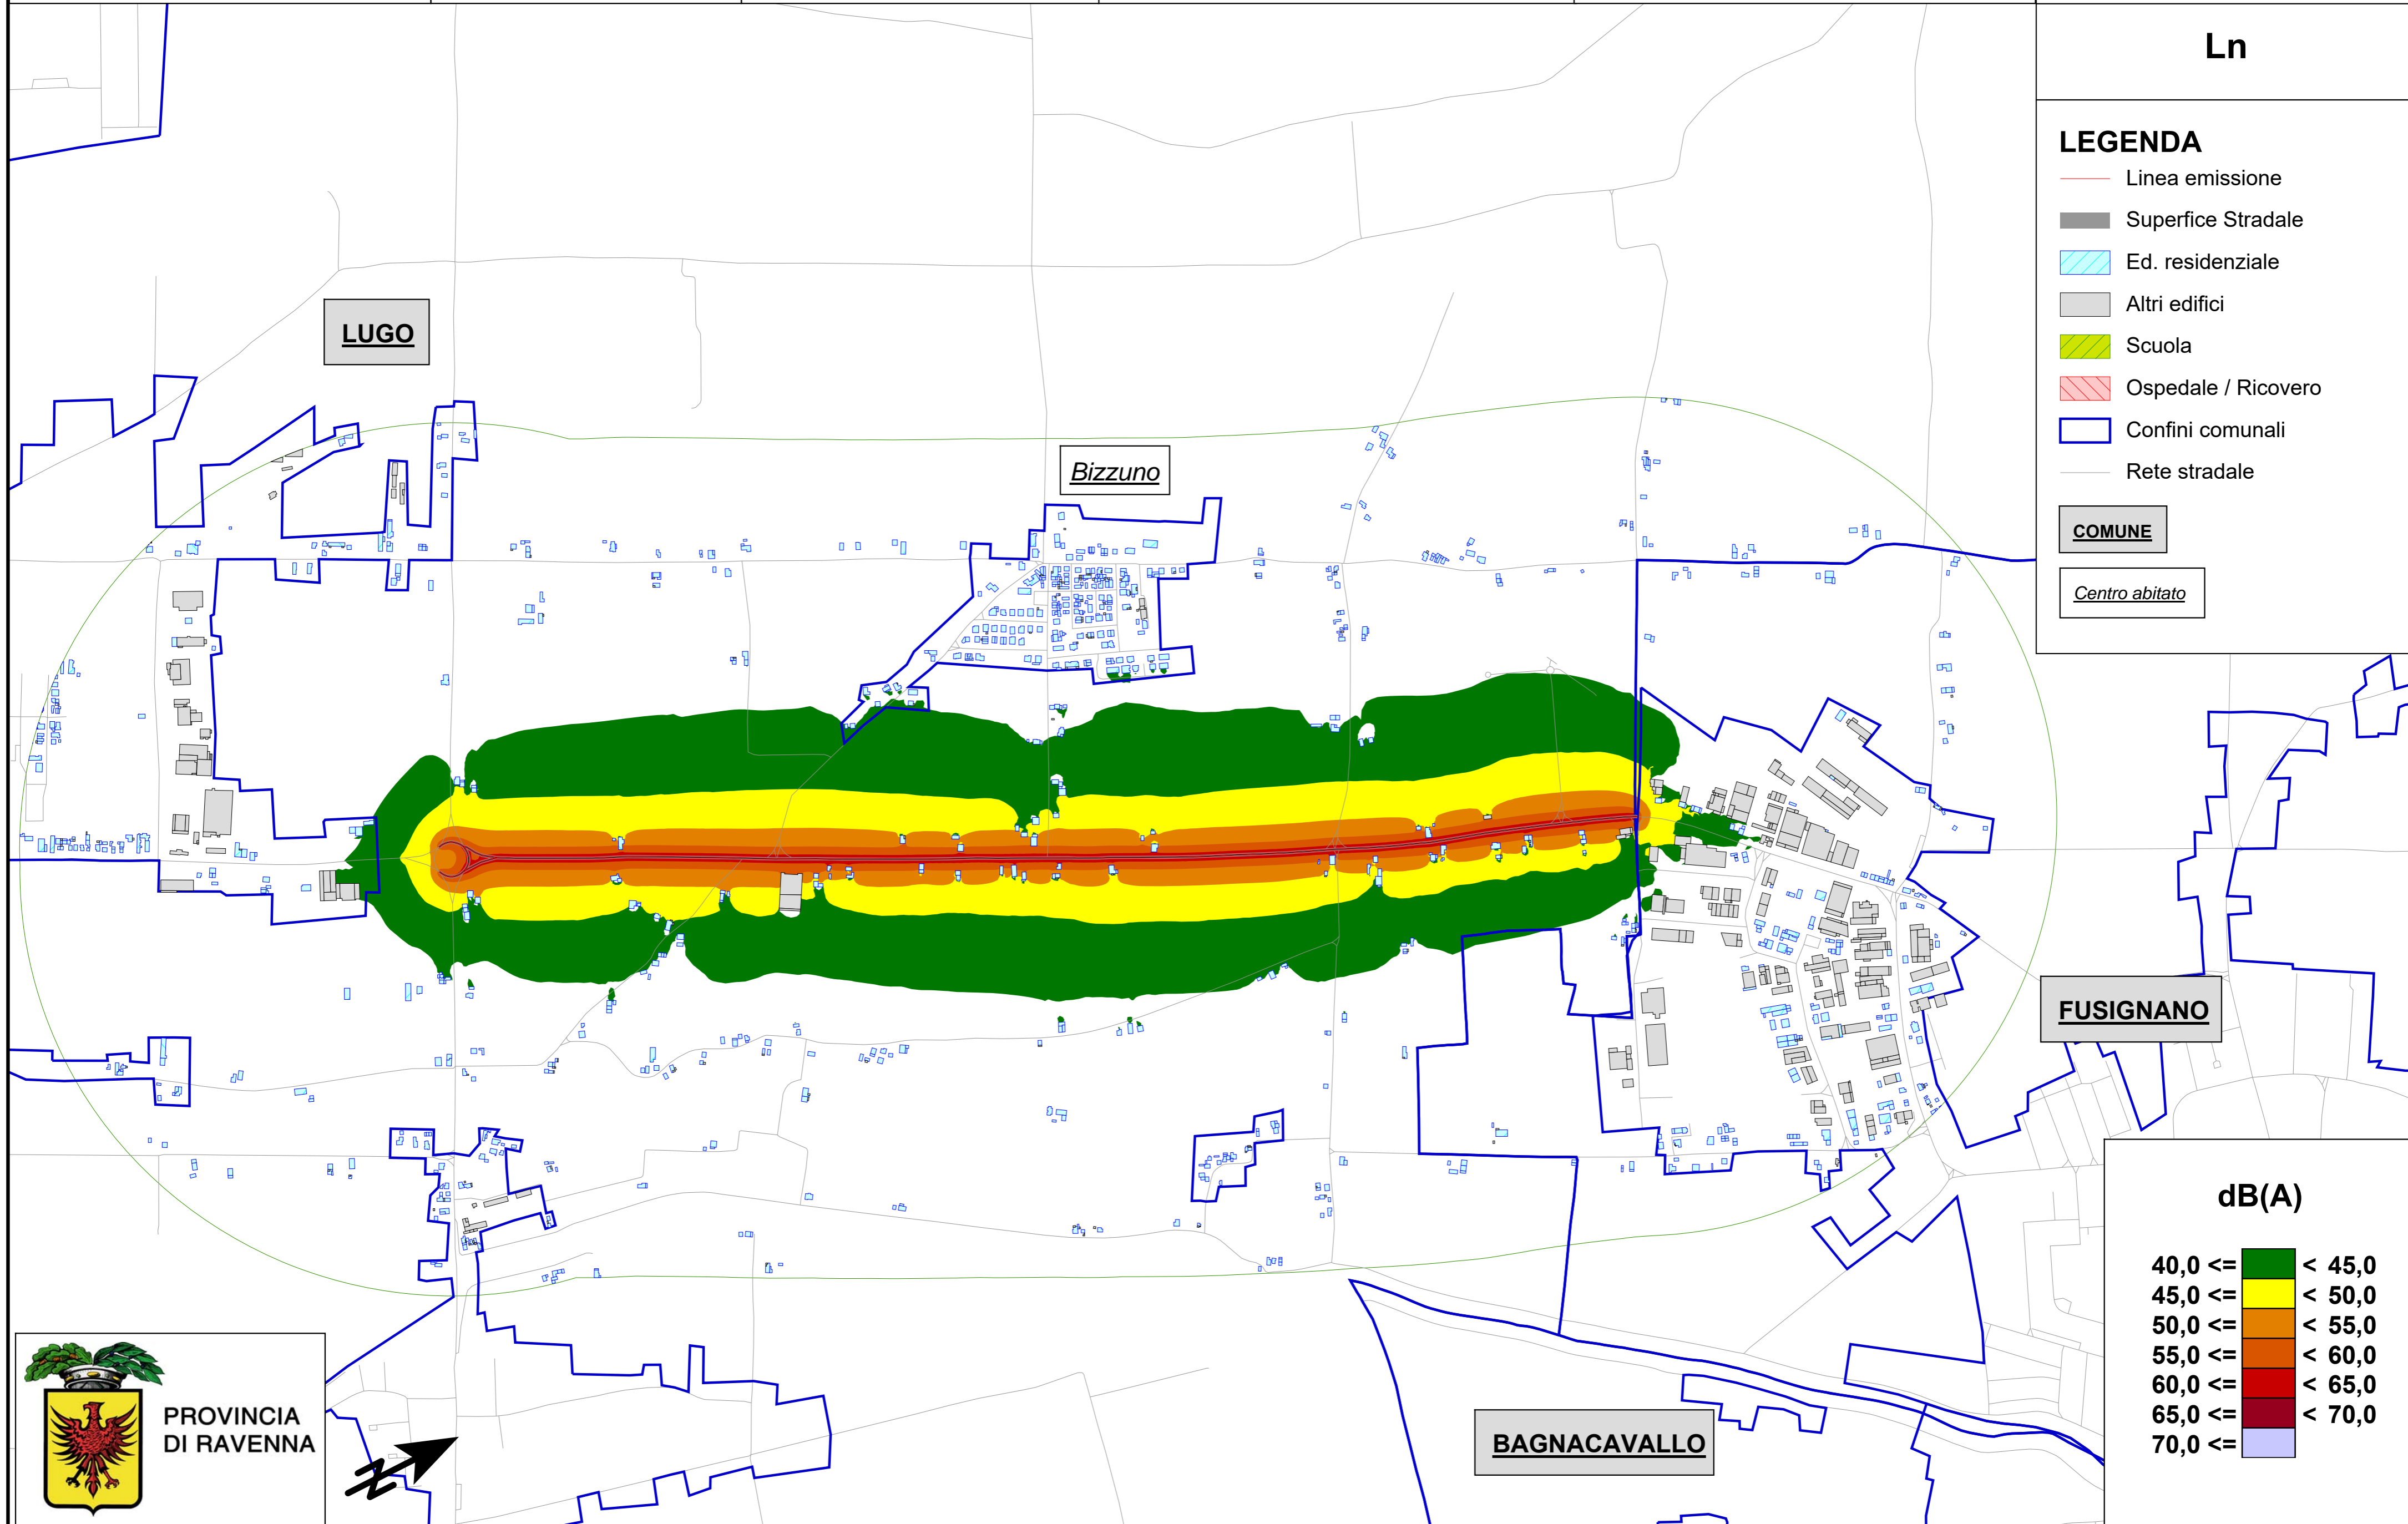 Ln
LEGENDA
Linea emissione
Superfice Stradale
Ed. residenziale
Altri edifici
Scuola
Ospedale / Ricovero
Confini comunali
Rete stradale
COMUNE
Centro abitato
LUGO
Bizzuno
FUSIGNANO
BAGNACAVALLO
dB(A)
40,0 <= < 45,0
45,0 <= < 50,0
50,0 <= < 55,0
55,0 <= < 60,0
60,0 <= < 65,0
65,0 <= < 70,0
70,0 <=
PROVINCIA
DI RAVENNA
N